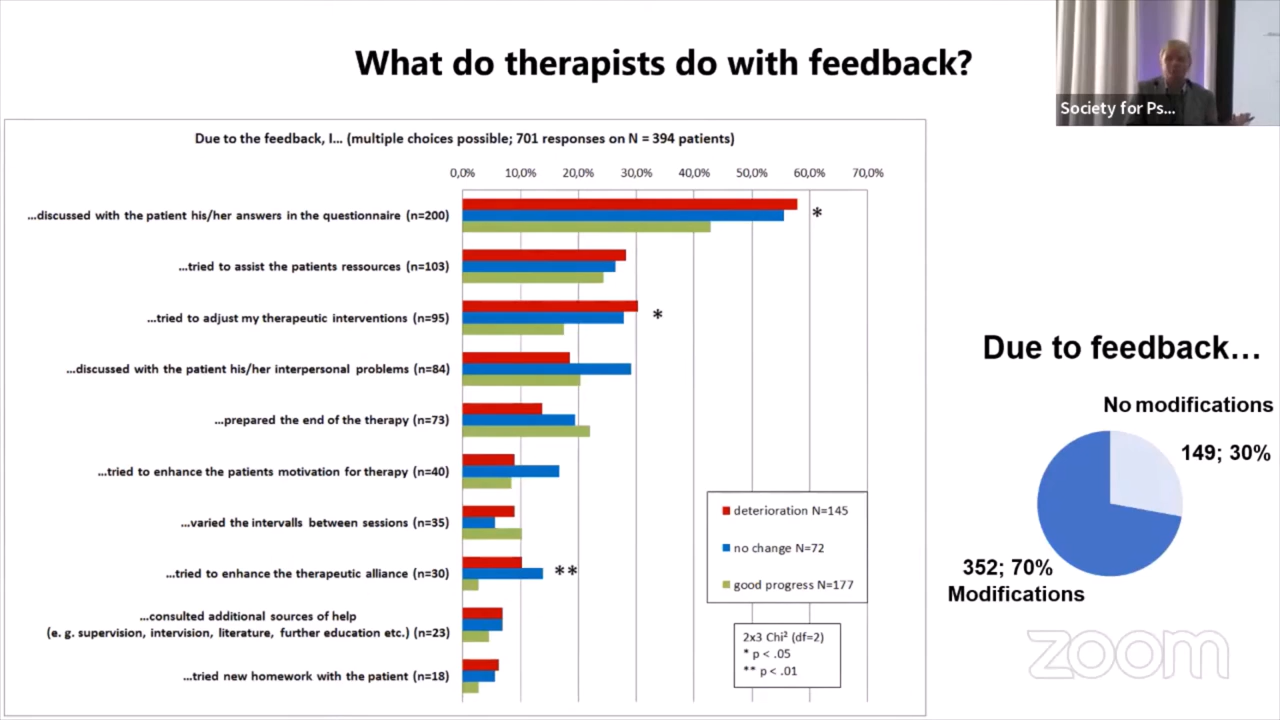 What do therapists do with feedback?
Society for Ps...
Due to the feedback, I... (multiple choices possible; 701 responses on N = 394 patients)
0,0% 10,0% 20,0% 30,0% 40,0% 50,0% 60,0% 70,0%
...discussed with the patient his/her answers in the questionnaire (n=200)
*
...tried to assist the patients ressources (n=103)
...tried to adjust my therapeutic interventions (n=95)
*
...discussed with the patient his/her interpersonal problems (n=84)
...prepared the end of the therapy (n=73)
...tried to enhance the patients motivation for therapy (n=40)
...varied the intervalls between sessions (n=35)
...tried to enhance the therapeutic alliance (n=30)
**
...consulted additional sources of help
(e. g. supervision, intervision, literature, further education etc.) (n=23)
...tried new homework with the patient (n=18)
deterioration N=145
no change N=72
good progress N=177
2x3 Chi² (df=2)
* p < .05
** p < .01
Due to feedback...
No modifications
149; 30%
352; 70%
Modifications
zoom